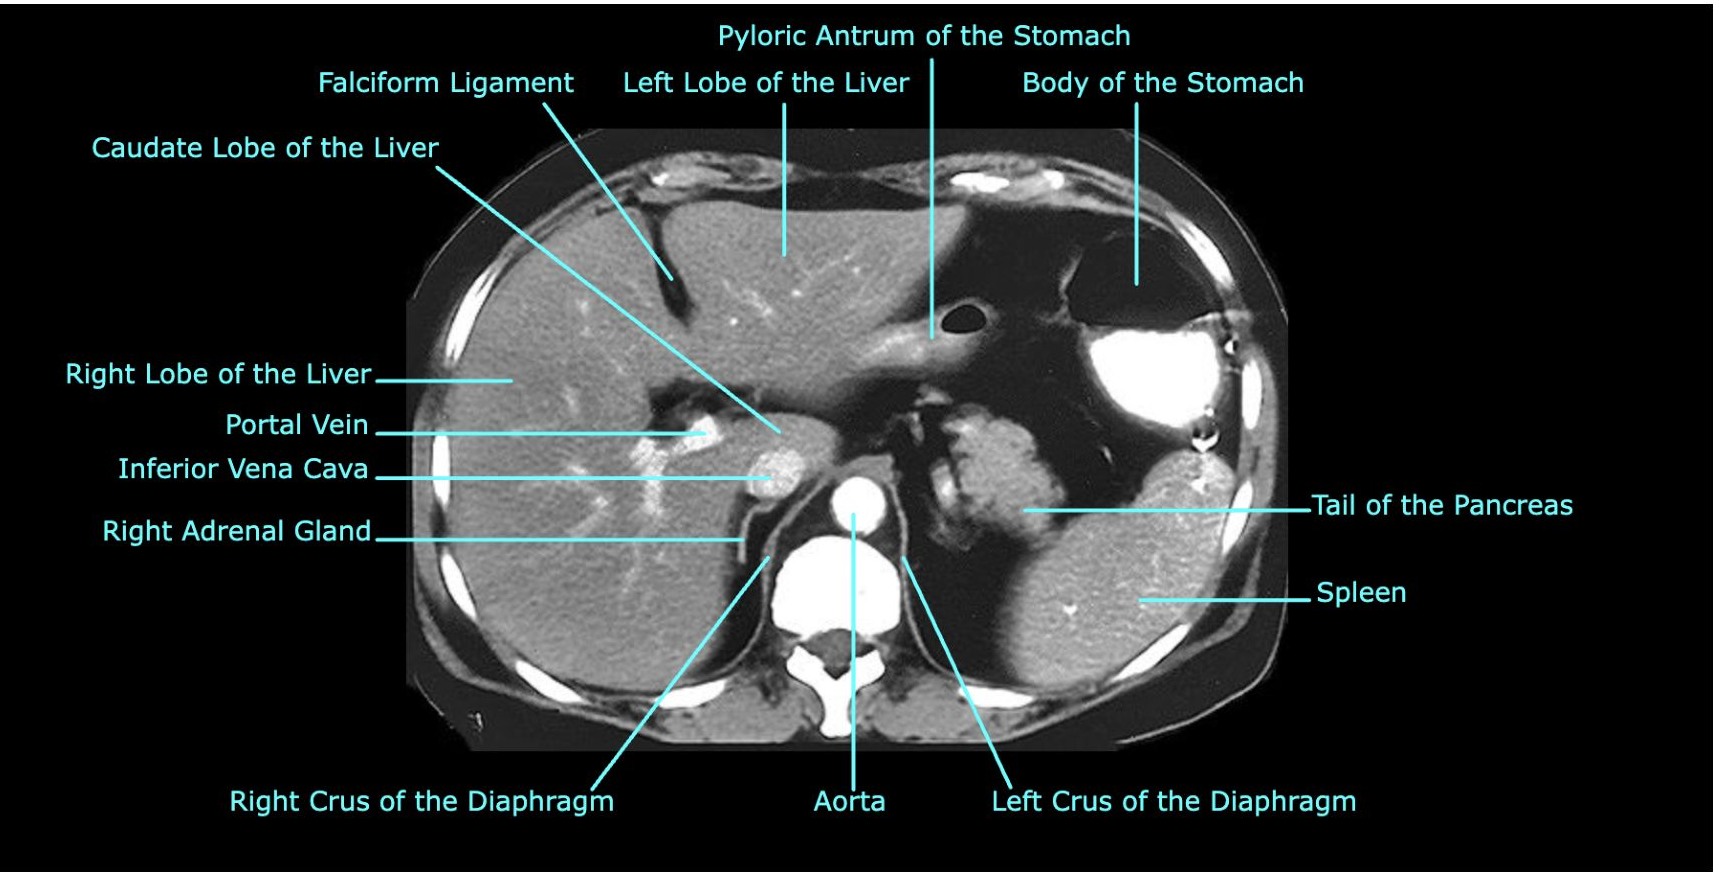 Pyloric Antrum of the Stomach
Falciform Ligament
Left Lobe of the Liver
Body of the Stomach
Caudate Lobe of the Liver
Right Lobe of the Liver
Portal Vein
Inferior Vena Cava
Tail of the Pancreas
Right Adrenal Gland
Spleen
Right Crus of the Diaphragm
Aorta
Left Crus of the Diaphragm